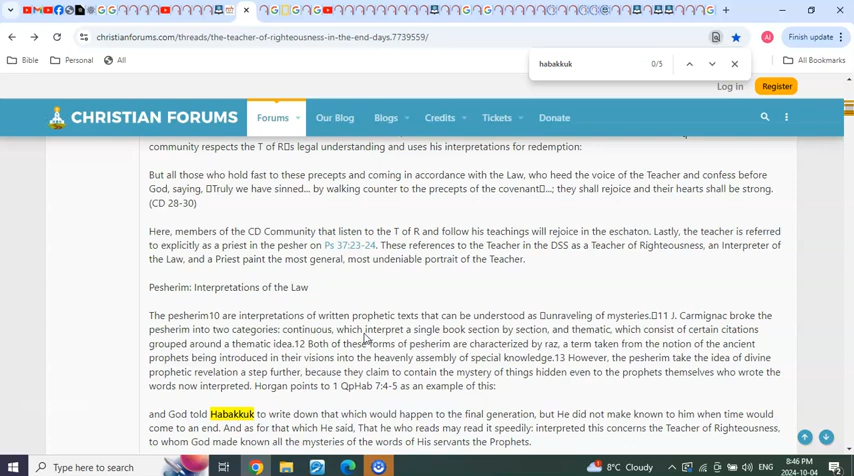 christianforums.com/threads/the-teacher-of-righteousness-in-the-end-days.7739559/
AI
Finish update
Bible
Personal
All
All Bookmarks
habakkuk
0/5
Log in
Register
CHRISTIAN FORUMS
Forums
Our Blog
Blogs
Credits
Tickets
Donate
community respects the T of R□s legal understanding and uses his interpretations for redemption:
But all those who hold fast to these precepts and coming in accordance with the Law, who heed the voice of the Teacher and confess before
God, saying, □Truly we have sinned... by walking counter to the precepts of the covenant□...; they shall rejoice and their hearts shall be strong.
(CD 28-30)
Here, members of the CD Community that listen to the T of R and follow his teachings will rejoice in the eschaton. Lastly, the teacher is referred
to explicitly as a priest in the pesher on Ps 37:23-24. These references to the Teacher in the DSS as a Teacher of Righteousness, an Interpreter of
the Law, and a Priest paint the most general, most undeniable portrait of the Teacher.
Pesherim: Interpretations of the Law
The pesherim10 are interpretations of written prophetic texts that can be understood as □unraveling of mysteries.□11 J. Carmignac broke the
pesherim into two categories: continuous, which interpret a single book section by section, and thematic, which consist of certain citations
grouped around a thematic idea.12 Both of these forms of pesherim are characterized by raz, a term taken from the notion of the ancient
prophets being introduced in their visions into the heavenly assembly of special knowledge.13 However, the pesherim take the idea of divine
prophetic revelation a step further, because they claim to contain the mystery of things hidden even to the prophets themselves who wrote the
words now interpreted. Horgan points to 1 QpHab 7:4-5 as an example of this:
and God told Habakkuk to write down that which would happen to the final generation, but He did not make known to him when time would
come to an end. And as for that which He said, That he who reads may read it speedily: interpreted this concerns the Teacher of Righteousness,
to whom God made known all the mysteries of the words of His servants the Prophets.
Type here to search
8°C Cloudy
8:46 PM
2024-10-04